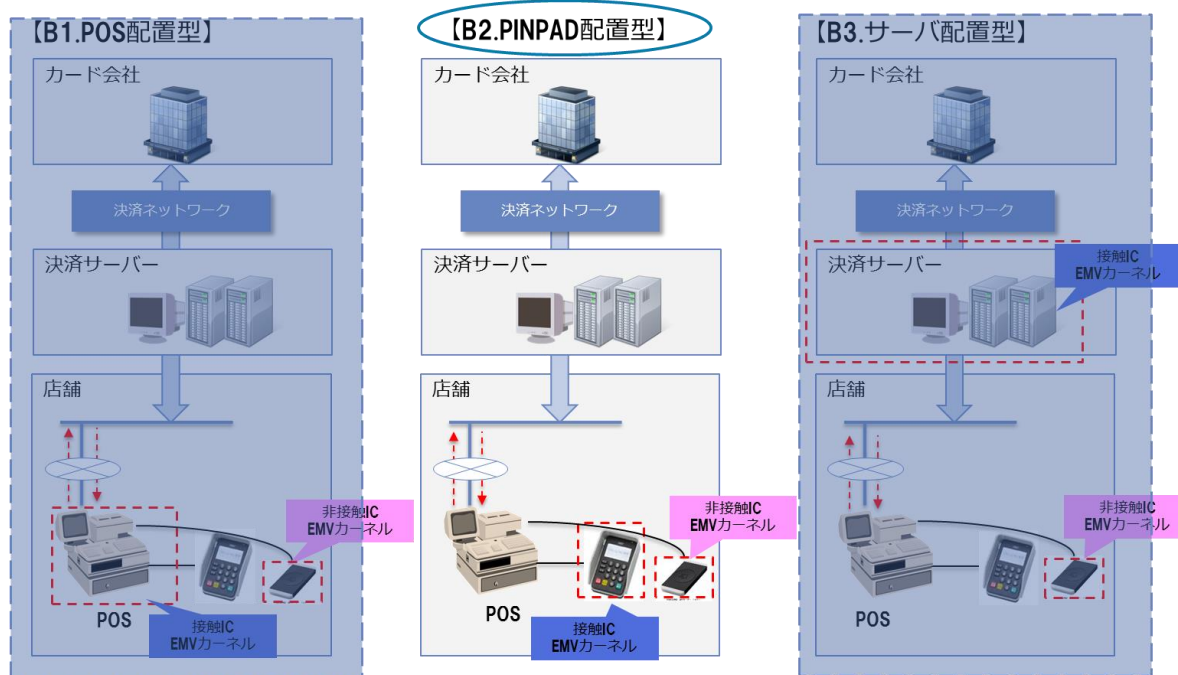 【B1.POS配置型】
カード会社
決済ネットワーク
決済サーバー
店舗
非接触IC
EMVカーネル
POS
接触IC
EMVカーネル
【B2.PINPAD配置型】
カード会社
決済ネットワーク
決済サーバー
店舗
非接触IC
EMVカーネル
POS
接触IC
EMVカーネル
【B3.サーバ配置型】
カード会社
決済ネットワーク
決済サーバー
接触IC
EMVカーネル
店舗
非接触IC
EMVカーネル
POS